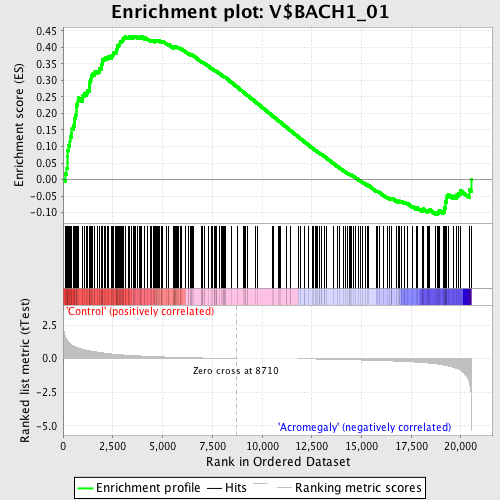 Enrichment plot: V$BACH1_01
Enrichment score (ES)
0.45
0.40
0.35
0.30
0.25
0.20
0.15
0.10
0.05
0.00
-0.05
-0.10
'Control' (positively correlated)
Ranked list metric (tTest)
2.5
0.0
-2.5
-5.0
Zero cross at 8710
'Acromegaly' (negatively correlated)
0
2,500
5,000
7,500
10,000
12,500
15,000
17,500
20,000
Rank in Ordered Dataset
Enrichment profile
Hits
Ranking metric scores